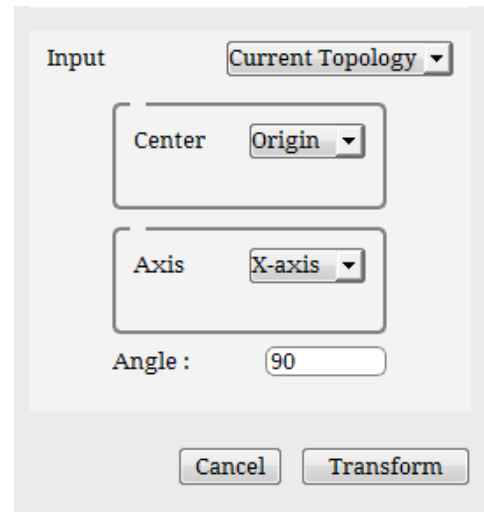 Input Current Topology
Center Origin
Axis X-axis
Angle : 90
Cancel Transform